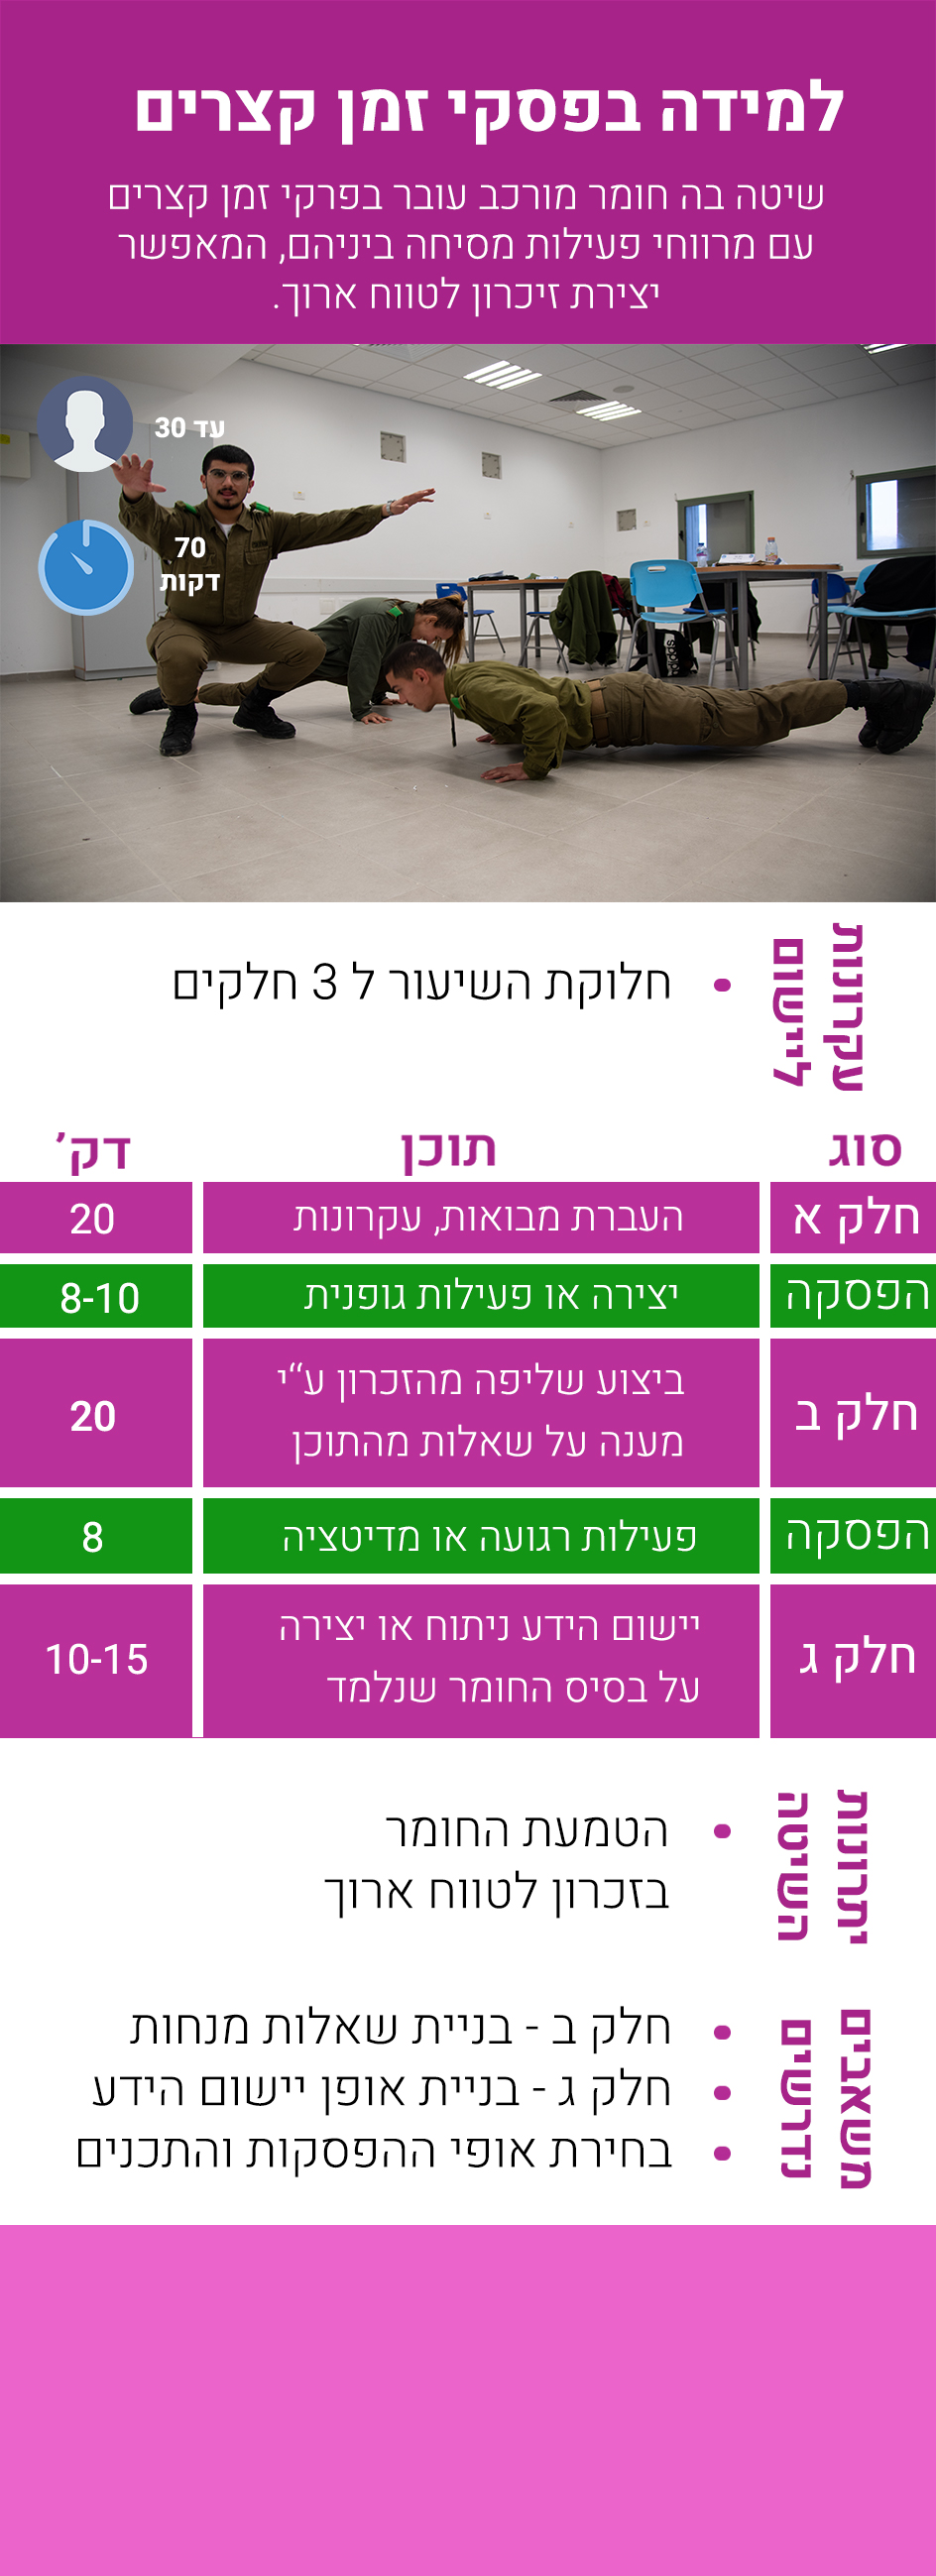 למידה בפסקי זמן קצרים
שיטה בה חומר מורכב עובר בפרקי זמן קצרים
עם מרווחי פעילות מסיחה ביניהם, המאפשר
יצירת זיכרון לטווח ארוך.
עד 30
70
דקות
עקרונות
ליישום
• חלוקת השיעור ל 3 חלקים
סוג תוכן דק׳
חלק א העברת מבואות, עקרונות 20
הפסקה יצירה או פעילות גופנית 8-10
חלק ב ביצוע שליפה מהזכרון ע״י
מענה על שאלות מהתוכן 20
הפסקה פעילות רגועה או מדיטציה 8
חלק ג יישום הידע ניתוח או יצירה
על בסיס החומר שנלמד 10-15
יתרונות
השיטה
• הטמעת החומר
בזכרון לטווח ארוך
משאבים
נדרשים
• חלק ב - בניית שאלות מנחות
• חלק ג - בניית אופן יישום הידע
• בחירת אופי ההפסקות והתכנים
adidas